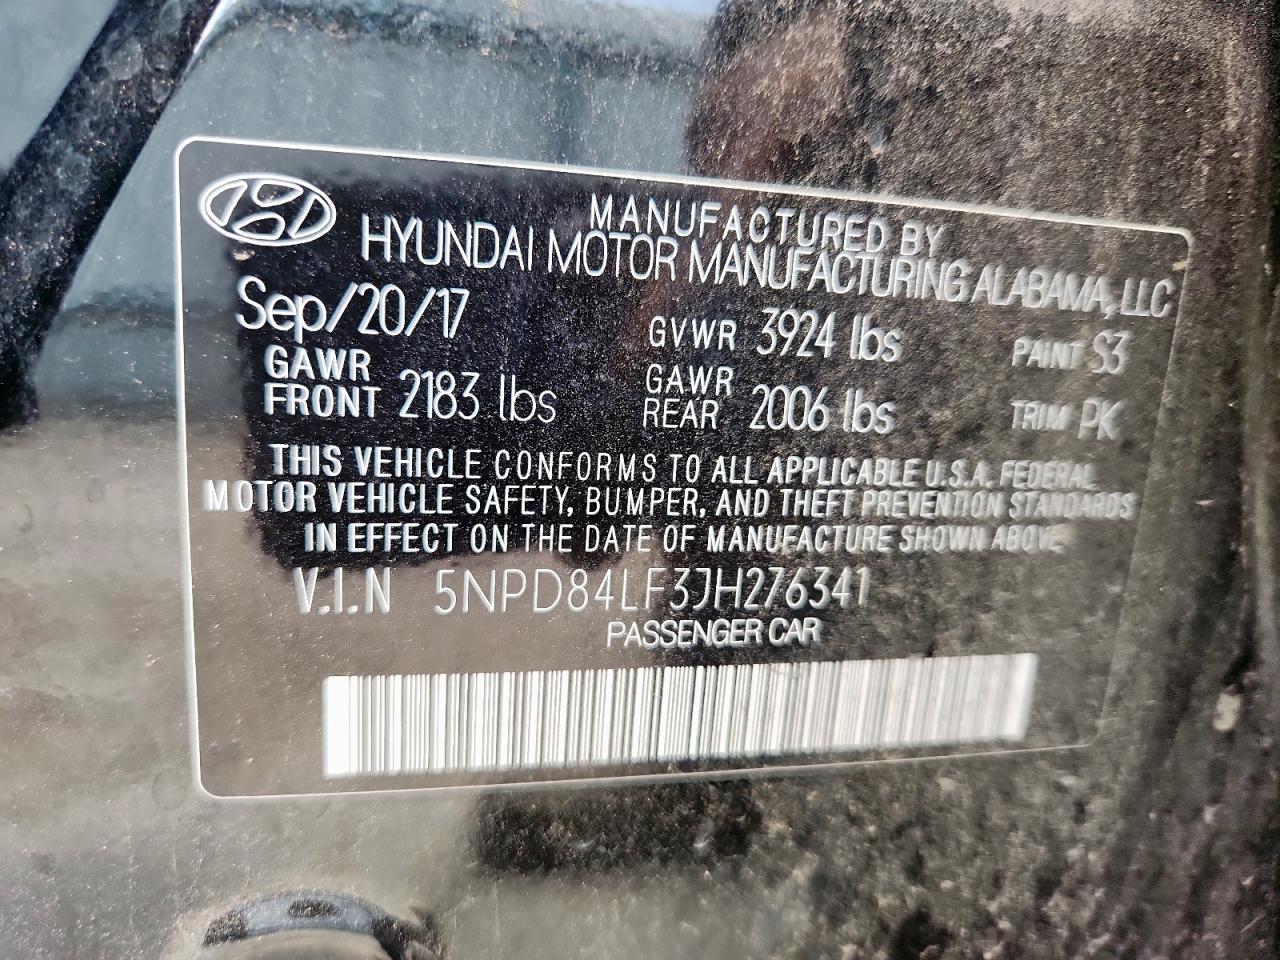 MANUFACTURED BY
HYUNDAI MOTOR MANUFACTURING ALABAMA, LLC
Sep/20/17 GVWR 3924 lbs PAINT S3
GAWR FRONT 2183 lbs GAWR REAR 2006 lbs TRIM PK
THIS VEHICLE CONFORMS TO ALL APPLICABLE U.S.A. FEDERAL
MOTOR VEHICLE SAFETY, BUMPER, AND THEFT PREVENTION STANDARDS
IN EFFECT ON THE DATE OF MANUFACTURE SHOWN ABOVE.
V.I.N 5NPD84LF3JH276341
PASSENGER CAR